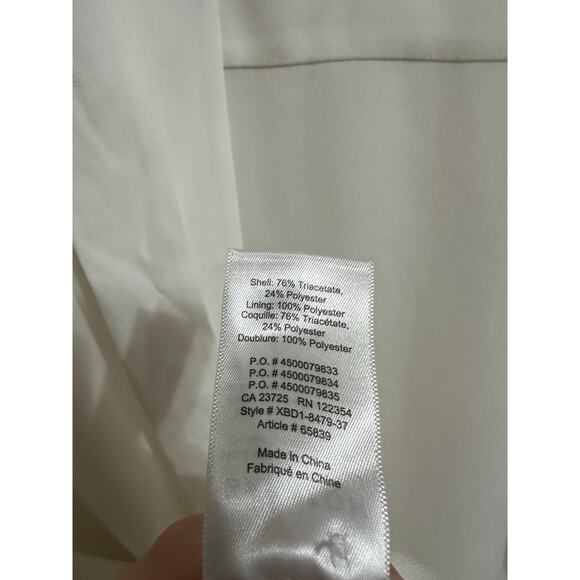 Shell: 76% Triacetate,
24% Polyester
Lining: 100% Polyester
Coquille: 76% Triacétate,
24% Polyester
Doublure: 100% Polyester
P.O. # 4500079833
P.O. # 4500079834
P.O. # 4500079835
CA 23725 RN 122354
Style # XBD1-8479-37
Article # 65839
Made in China
Fabriqué en Chine